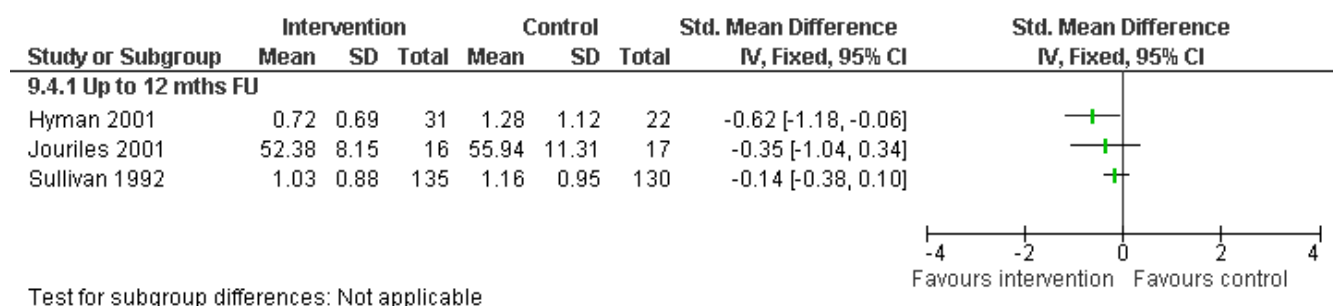 Intervention Control Std. Mean Difference Std. Mean Difference
Study or Subgroup Mean SD Total Mean SD Total IV, Fixed, 95% CI IV, Fixed, 95% CI
9.4.1 Up to 12 mths FU
Hyman 2001 0.72 0.69 31 1.28 1.12 22 -0.62 [-1.18, -0.06]
Jouriles 2001 52.38 8.15 16 55.94 11.31 17 -0.35 [-1.04, 0.34]
Sullivan 1992 1.03 0.88 135 1.16 0.95 130 -0.14 [-0.38, 0.10]
-4 -2 0 2 4
Favours intervention Favours control
Test for subgroup differences: Not applicable